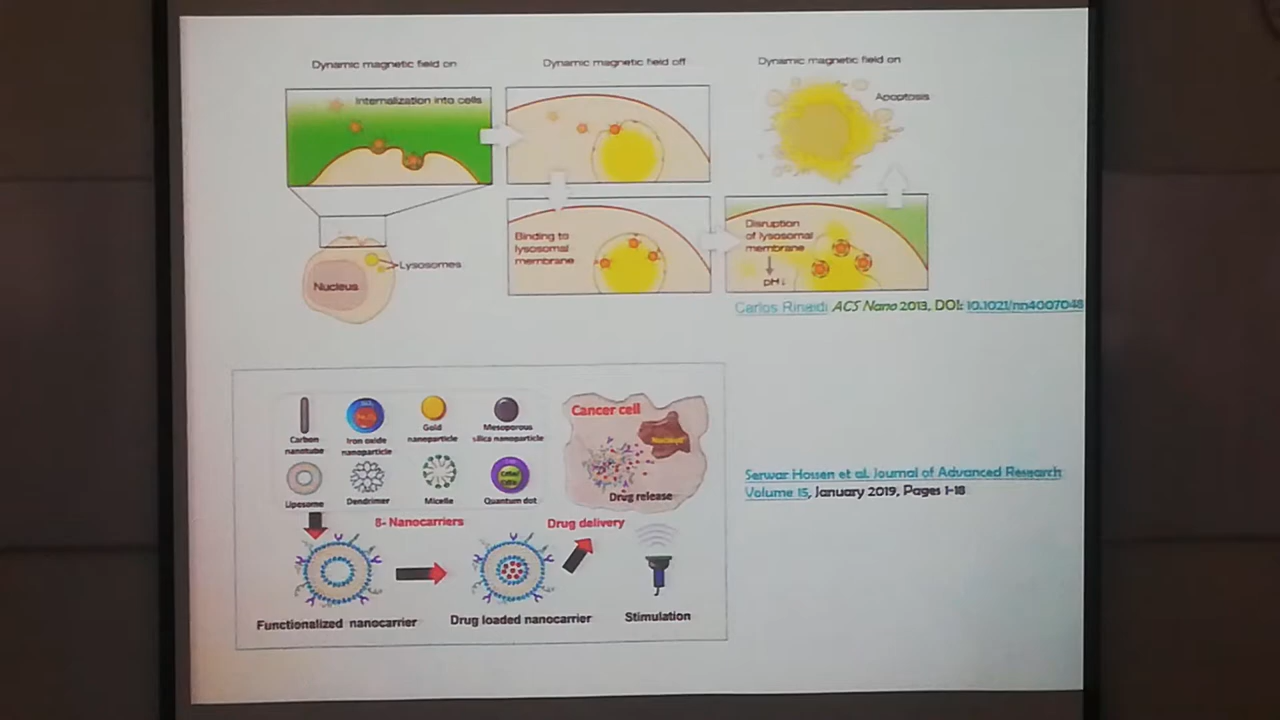 Dynamic magnetic field on
Dynamic magnetic field off
Dynamic magnetic field on
Internalization into cells
Apoptosis
Lysosomes
Nucleus
Binding to
lysosomal
membrane
Disruption
of lysosomal
membrane
pH↓
Carlos Rinaldi ACS Nano 2013, DOI: 10.1021/nn4007048
Carbon
nanotube
Iron oxide
nanoparticle
Gold
nanoparticle
Mesoporous
silica nanoparticle
Liposome
Dendrimer
Micelle
Quantum dot
Cancer cell
Nucleus
Drug release
8- Nanocarriers
Drug delivery
Functionalized nanocarrier
Drug loaded nanocarrier
Stimulation
Serwar Hossen et al. Journal of Advanced Research
Volume 15, January 2019, Pages 1-18